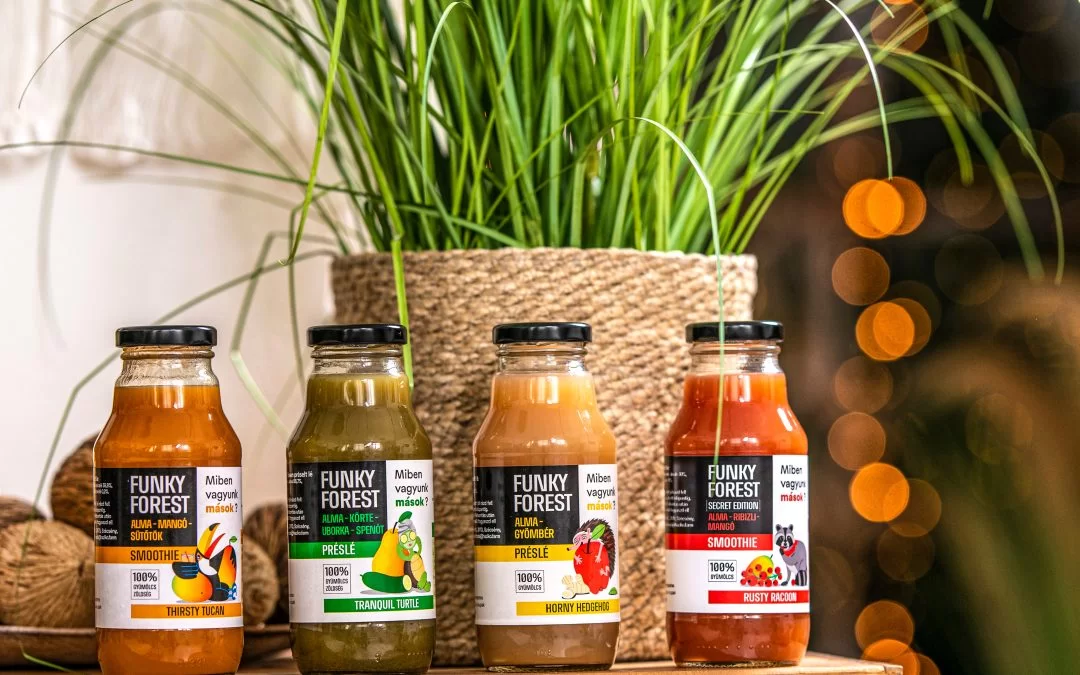 FUNKY
FOREST
ALMA-MANGÓ-
SÜTŐTÖK
SMOOTHIE
100%
GYÜMÖLCS
ZÖLDSÉG
THIRSTY TUCAN
Miben
vagyunk
mások?
FUNKY
FOREST
ALMA-KÖRTE-
UBORKA-SPENÓT
PRÉSLÉ
100%
GYÜMÖLCS
ZÖLDSÉG
TRANQUIL TURTLE
Miben
vagyunk
mások?
FUNKY
FOREST
ALMA-
GYÖMBÉR
PRÉSLÉ
100%
GYÜMÖLCS
HORNY HEDGEHOG
Miben
vagyunk
mások?
FUNKY
FOREST
SECRET EDITION
ALMA-RIBIZLI-
MANGÓ
SMOOTHIE
100%
GYÜMÖLCS
RUSTY RACOON
Miben
vagyunk
mások?